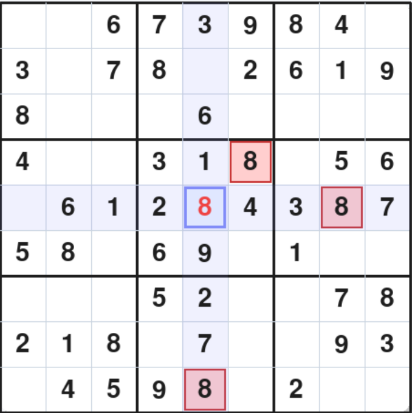 6 7 3 9 8 4
3 7 8 2 6 1 9
8 6
4 3 1 8 5 6
6 1 2 8 4 3 8 7
5 8 6 9 1
5 2 7 8
2 1 8 7 9 3
4 5 9 8 2